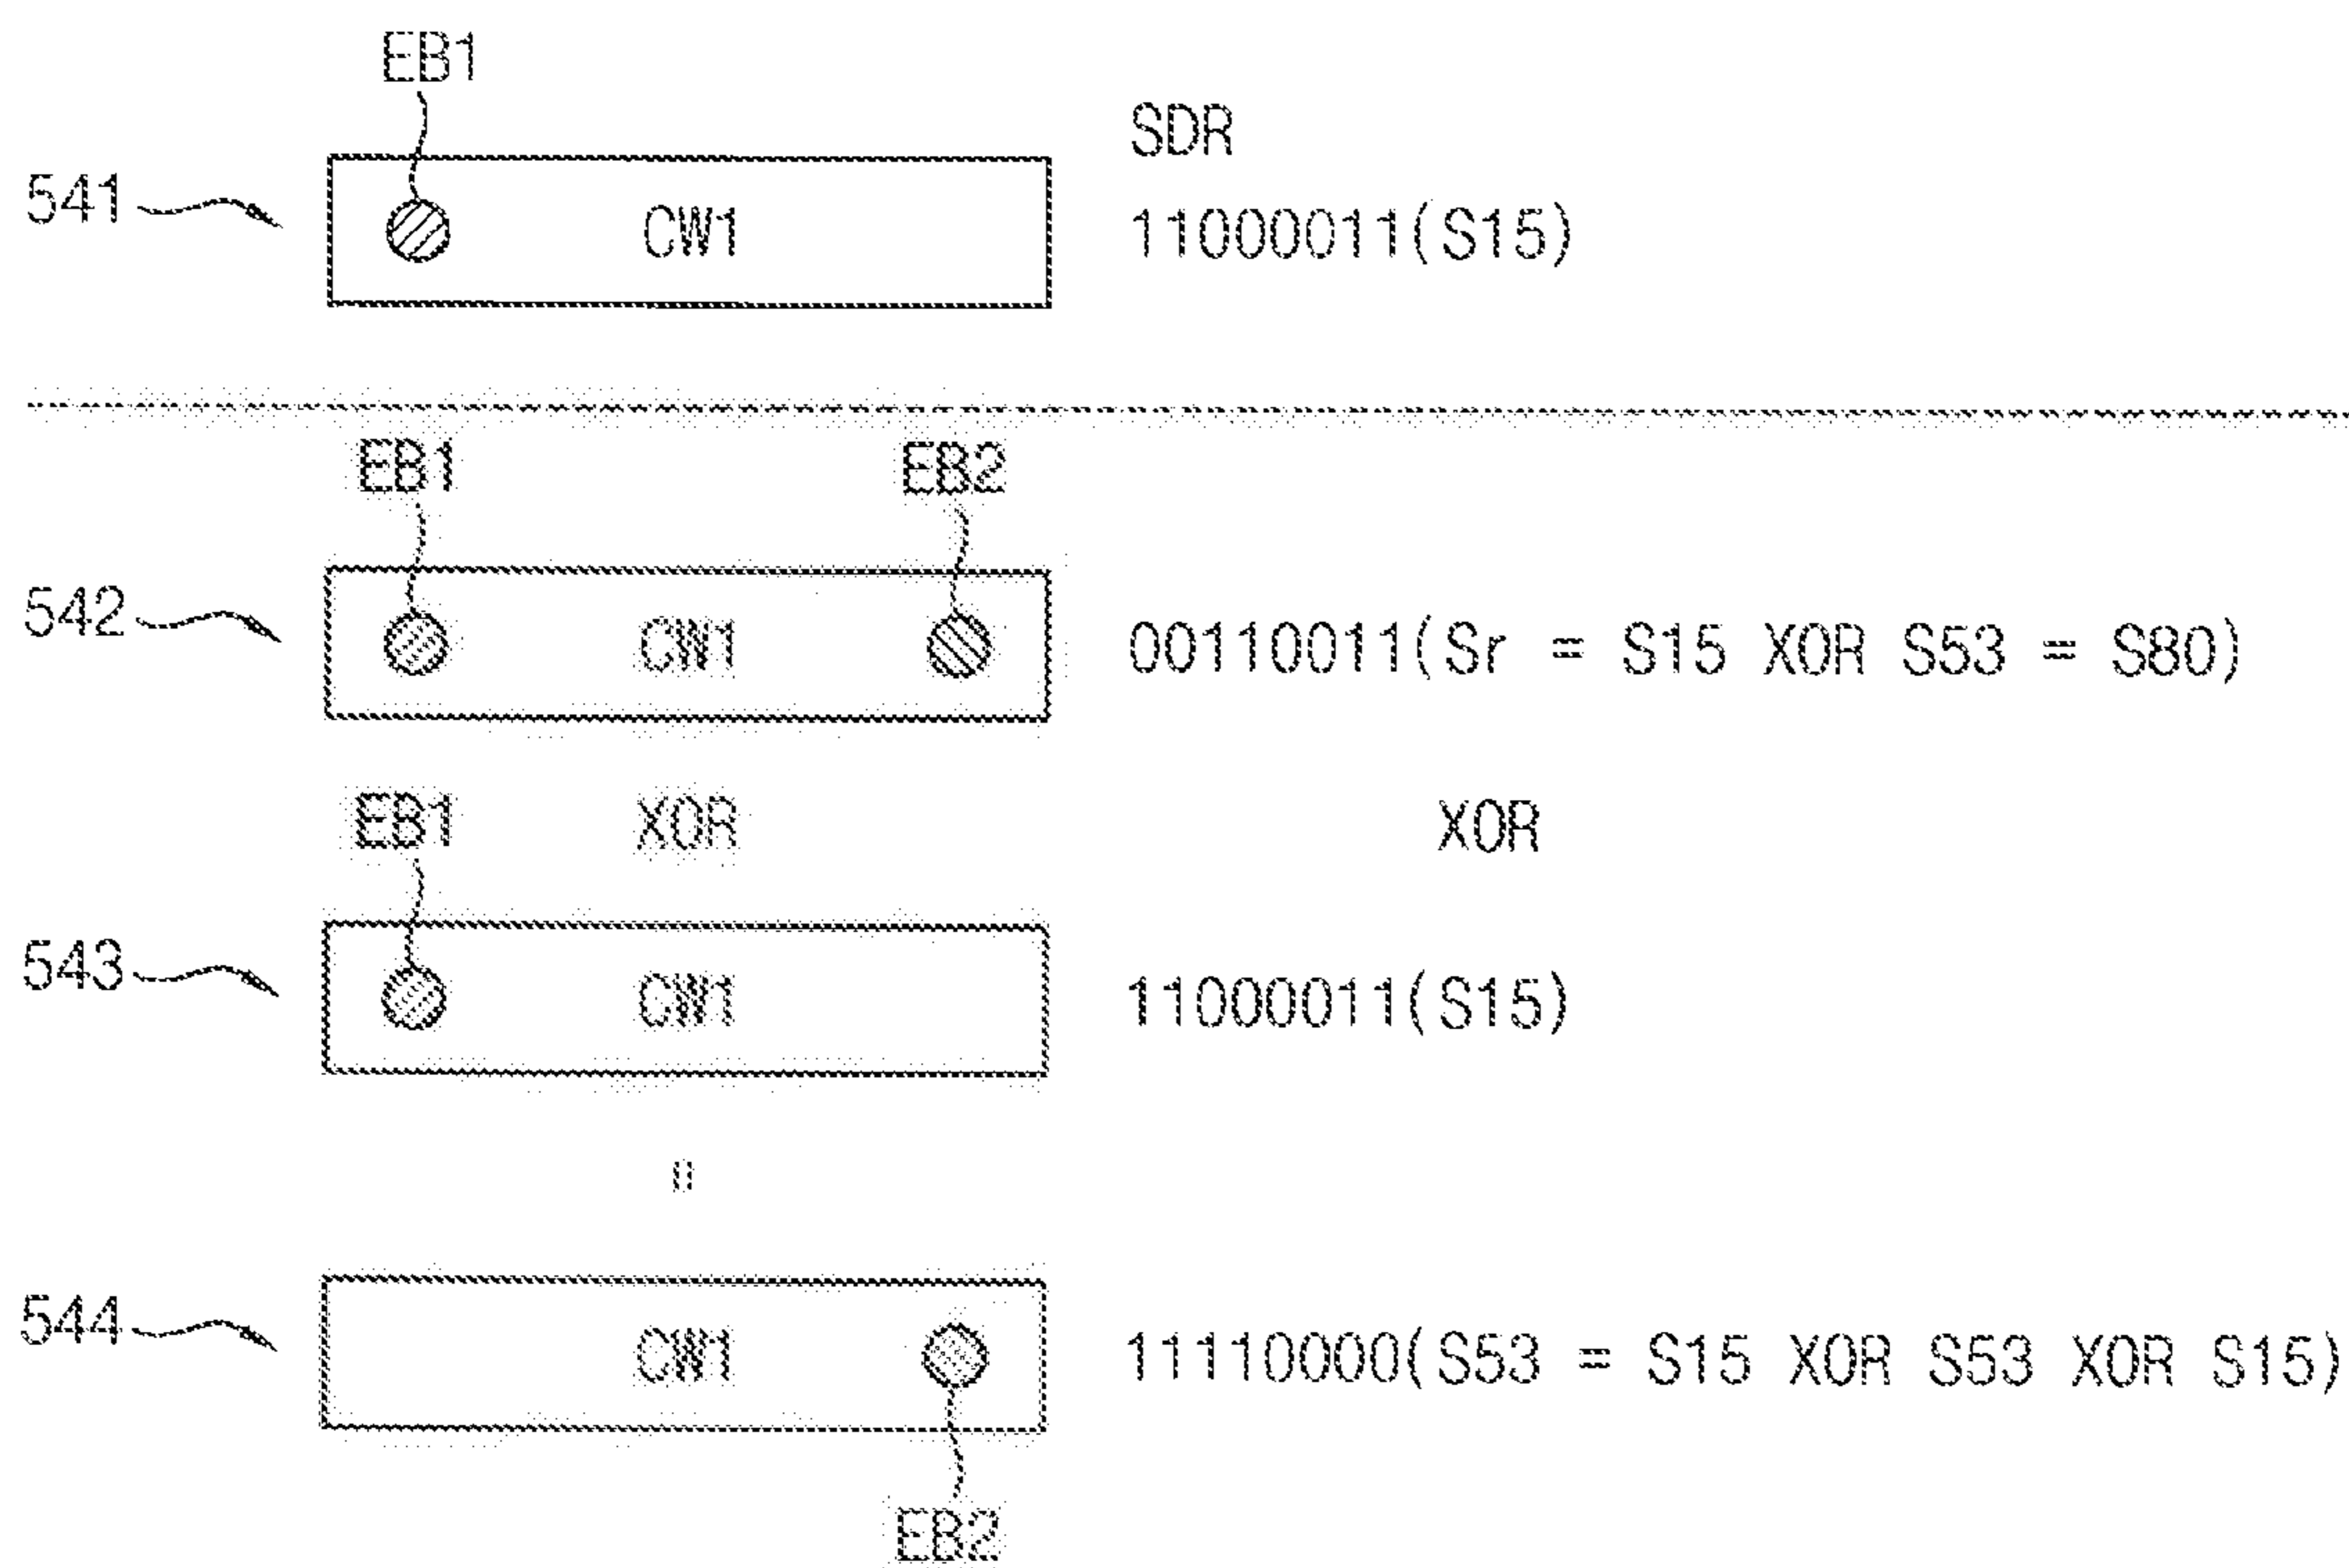 EB1
SDR
541 CW1 11000011(S15)
EB1 EB2
542 CW1 00110011(Sr = S15 XOR S53 = S80)
EB1 XOR XOR
543 CW1 11000011(S15)
=
544 CW1 11110000(S53 = S15 XOR S53 XOR S15)
EB2